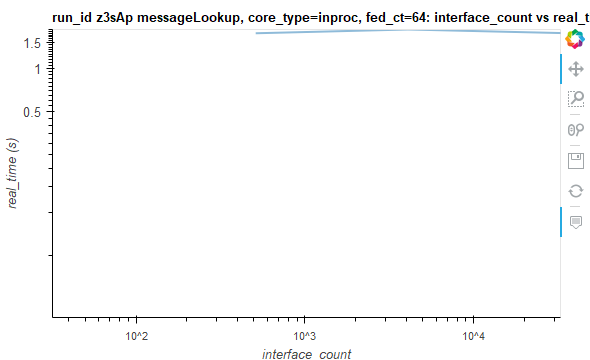 run_id z3sAp messageLookup, core_type=inproc, fed_ct=64: interface_count vs real_t
1.5
1
0.5
real_time (s)
10^2
10^3
10^4
interface_count